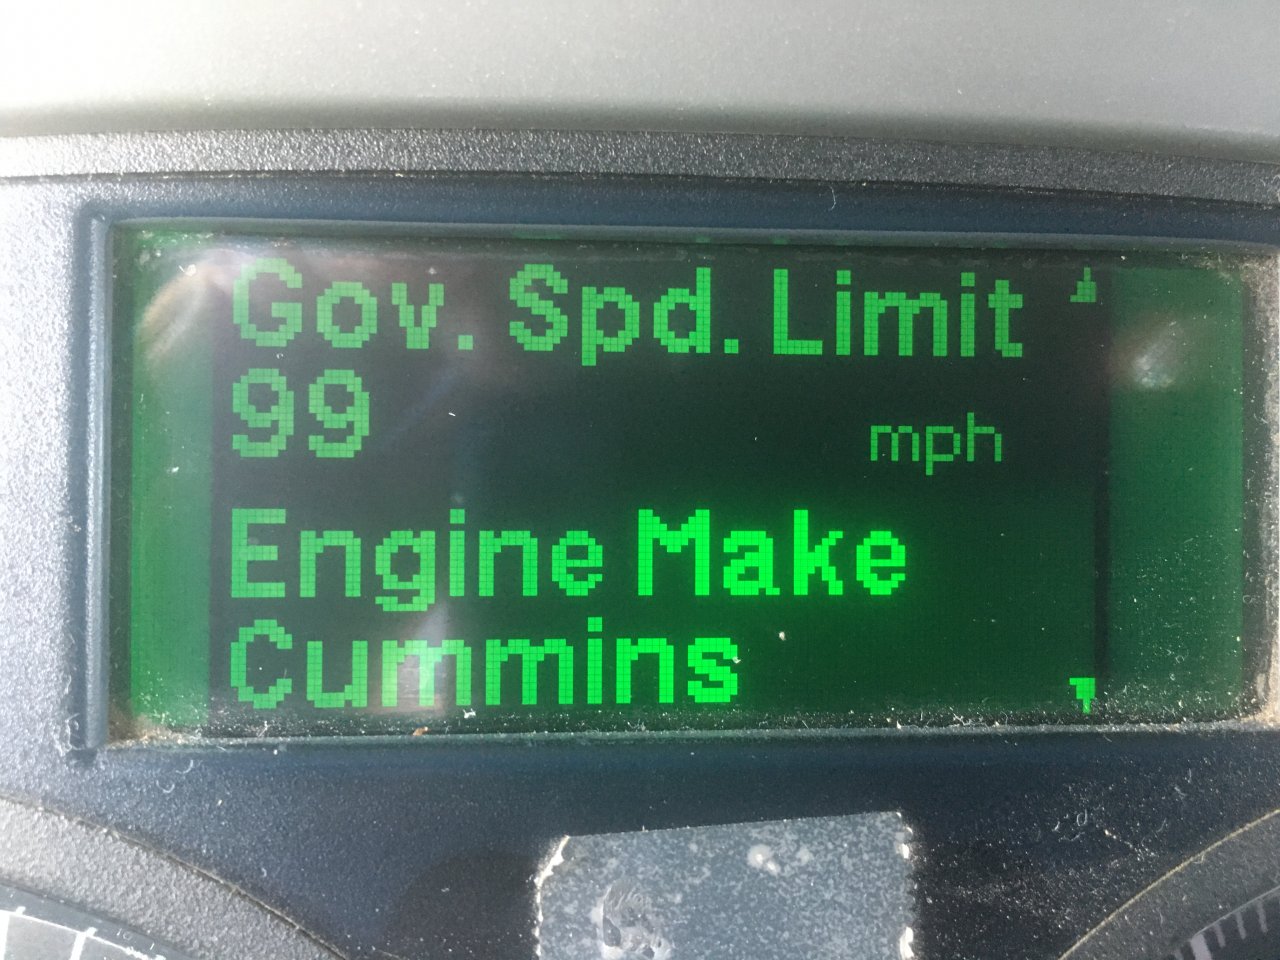 Gov. Spd. Limit
99 mph
Engine Make
Cummins